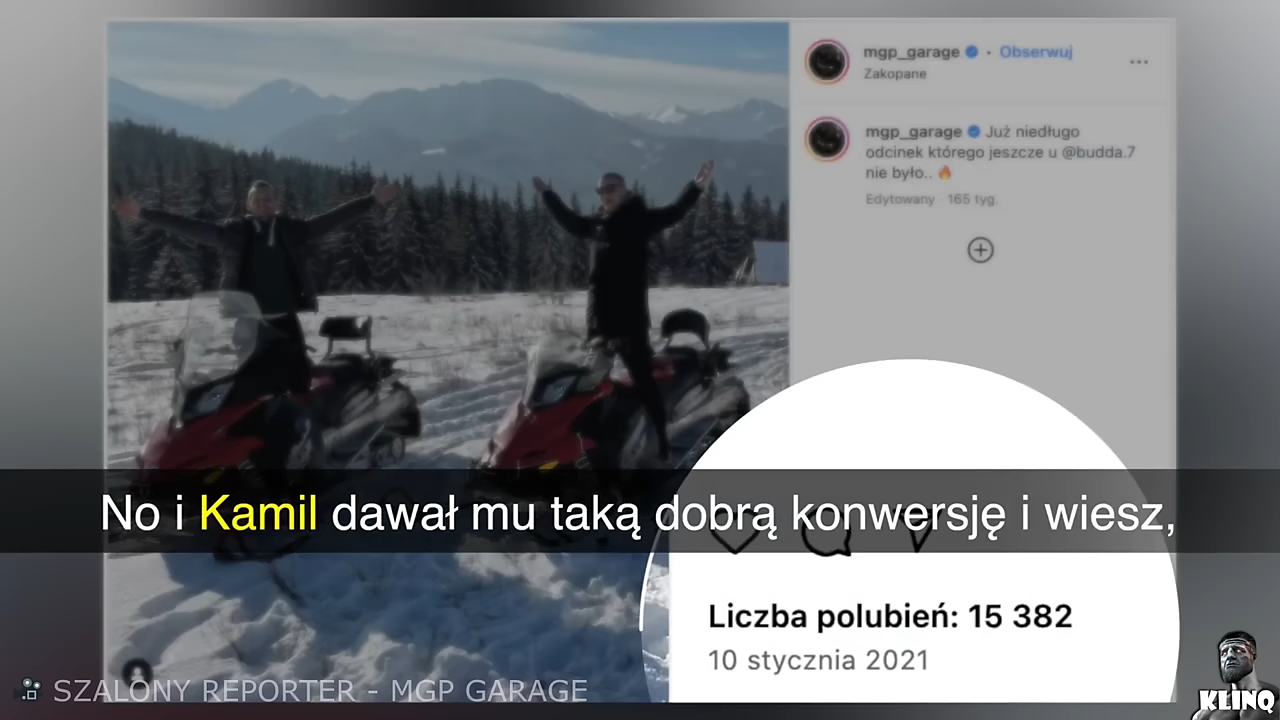 mgp_garage • Obserwuj
Zakopane
mgp_garage Już niedługo
odcinek którego jeszcze u @budda.7
nie było.. 🔥
Edytowany · 165 tyg.
No i Kamil dawał mu taką dobrą konwersję i wiesz,
Liczba polubień: 15 382
10 stycznia 2021
SZALONY REPORTER - MGP GARAGE
KLINQ